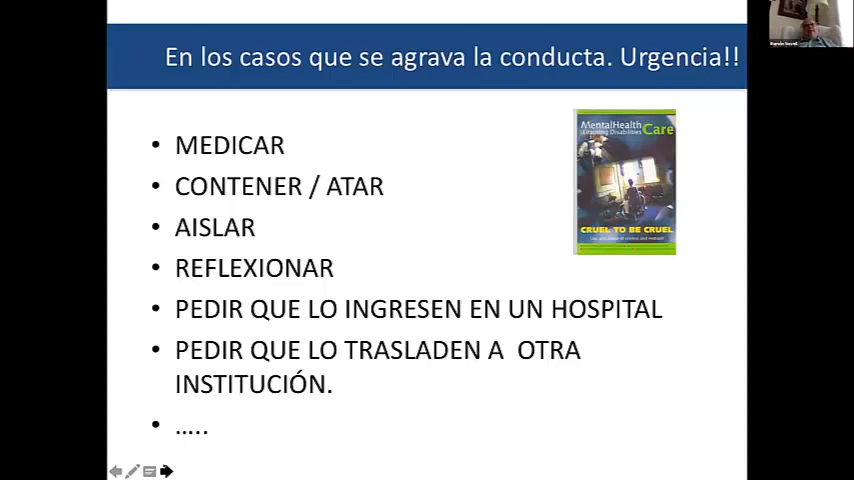 En los casos que se agrava la conducta. Urgencia!!
• MEDICAR
• CONTENER / ATAR
• AISLAR
• REFLEXIONAR
• PEDIR QUE LO INGRESEN EN UN HOSPITAL
• PEDIR QUE LO TRASLADEN A OTRA
INSTITUCIÓN.
• .....
MentalHealth
Learning Disabilities Care
CRUEL TO BE CRUEL